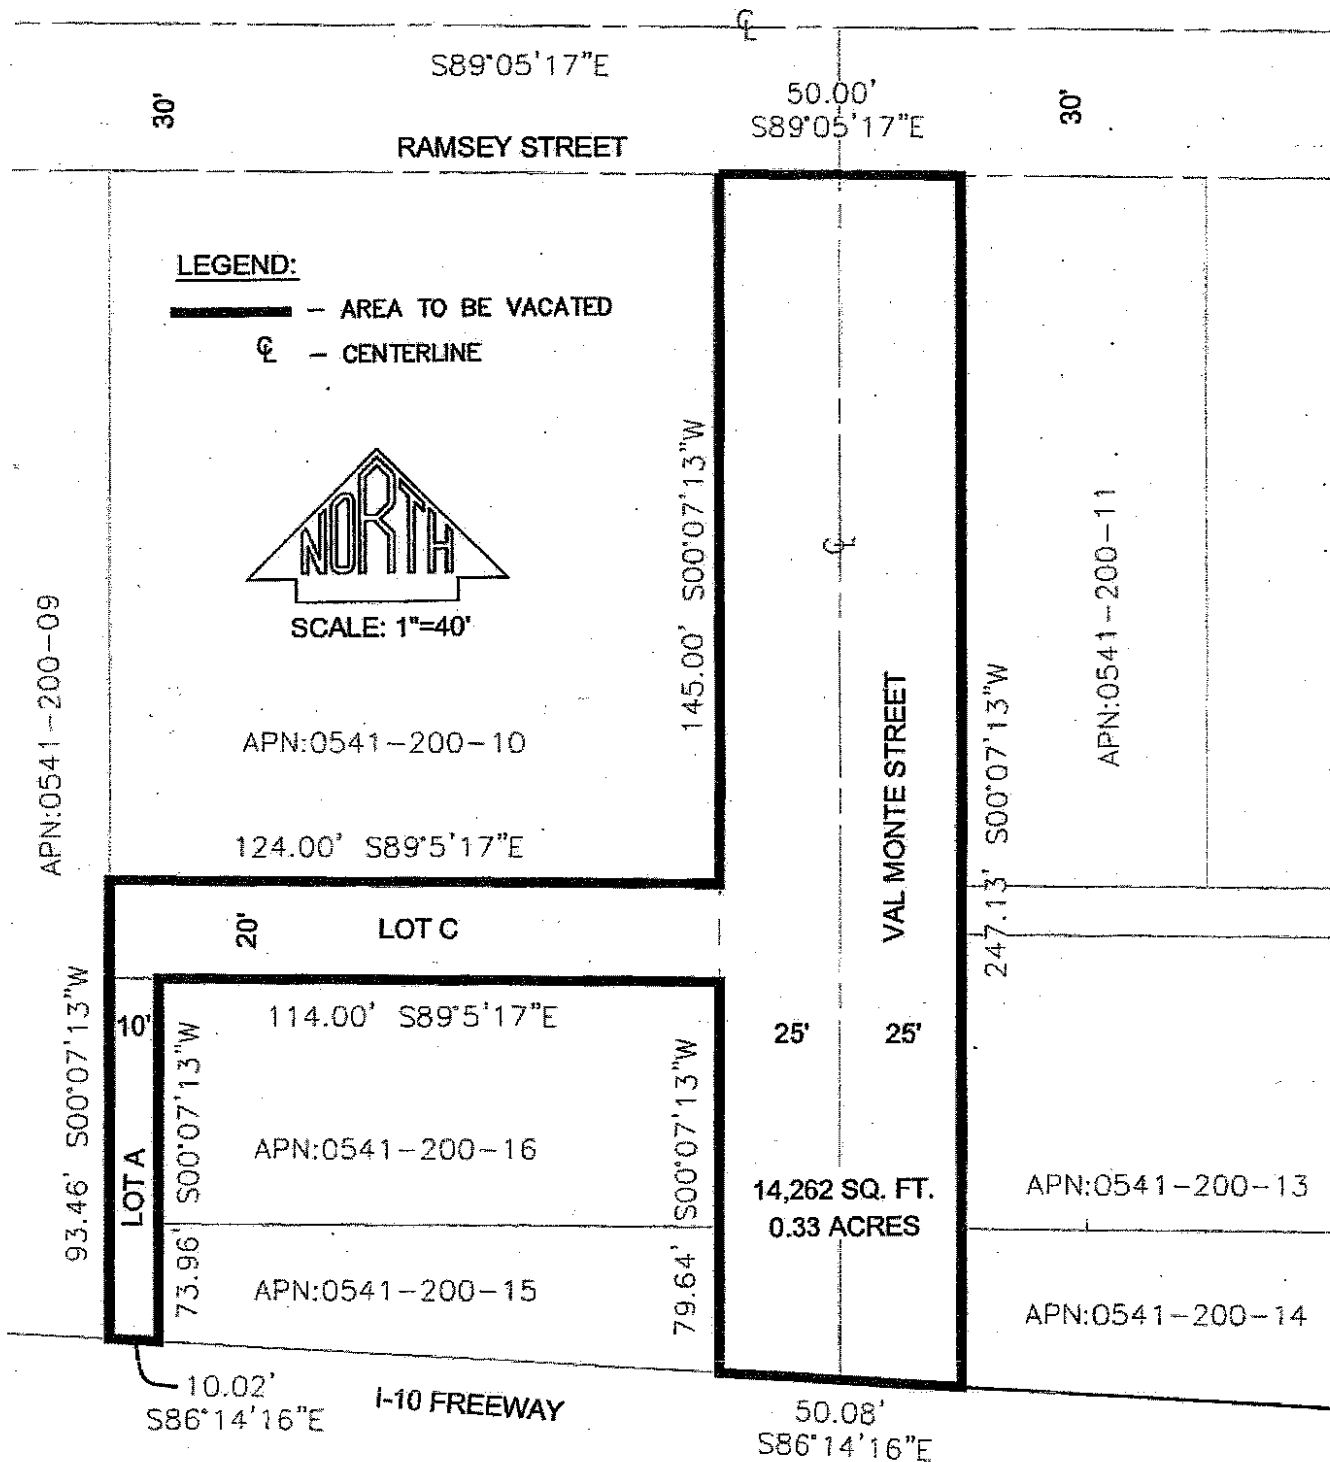 ℄
S89°05'17"E
50.00'
S89°05'17"E
30'
30'
RAMSEY STREET
LEGEND:
– AREA TO BE VACATED
℄ – CENTERLINE
NORTH
SCALE: 1"=40'
145.00' S00°07'13"W
℄
APN:0541-200-11
APN:0541-200-09
APN:0541-200-10
VAL MONTE STREET
247.13' S00°07'13"W
124.00' S89°5'17"E
20'
LOT C
93.46' S00°07'13"W
10'
LOT A
73.96' S00°07'13"W
114.00' S89°5'17"E
79.64' S00°07'13"W
25'
25'
APN:0541-200-16
14,262 SQ. FT.
0.33 ACRES
APN:0541-200-13
APN:0541-200-15
APN:0541-200-14
10.02'
S86°14'16"E
I-10 FREEWAY
50.08'
S86°14'16"E